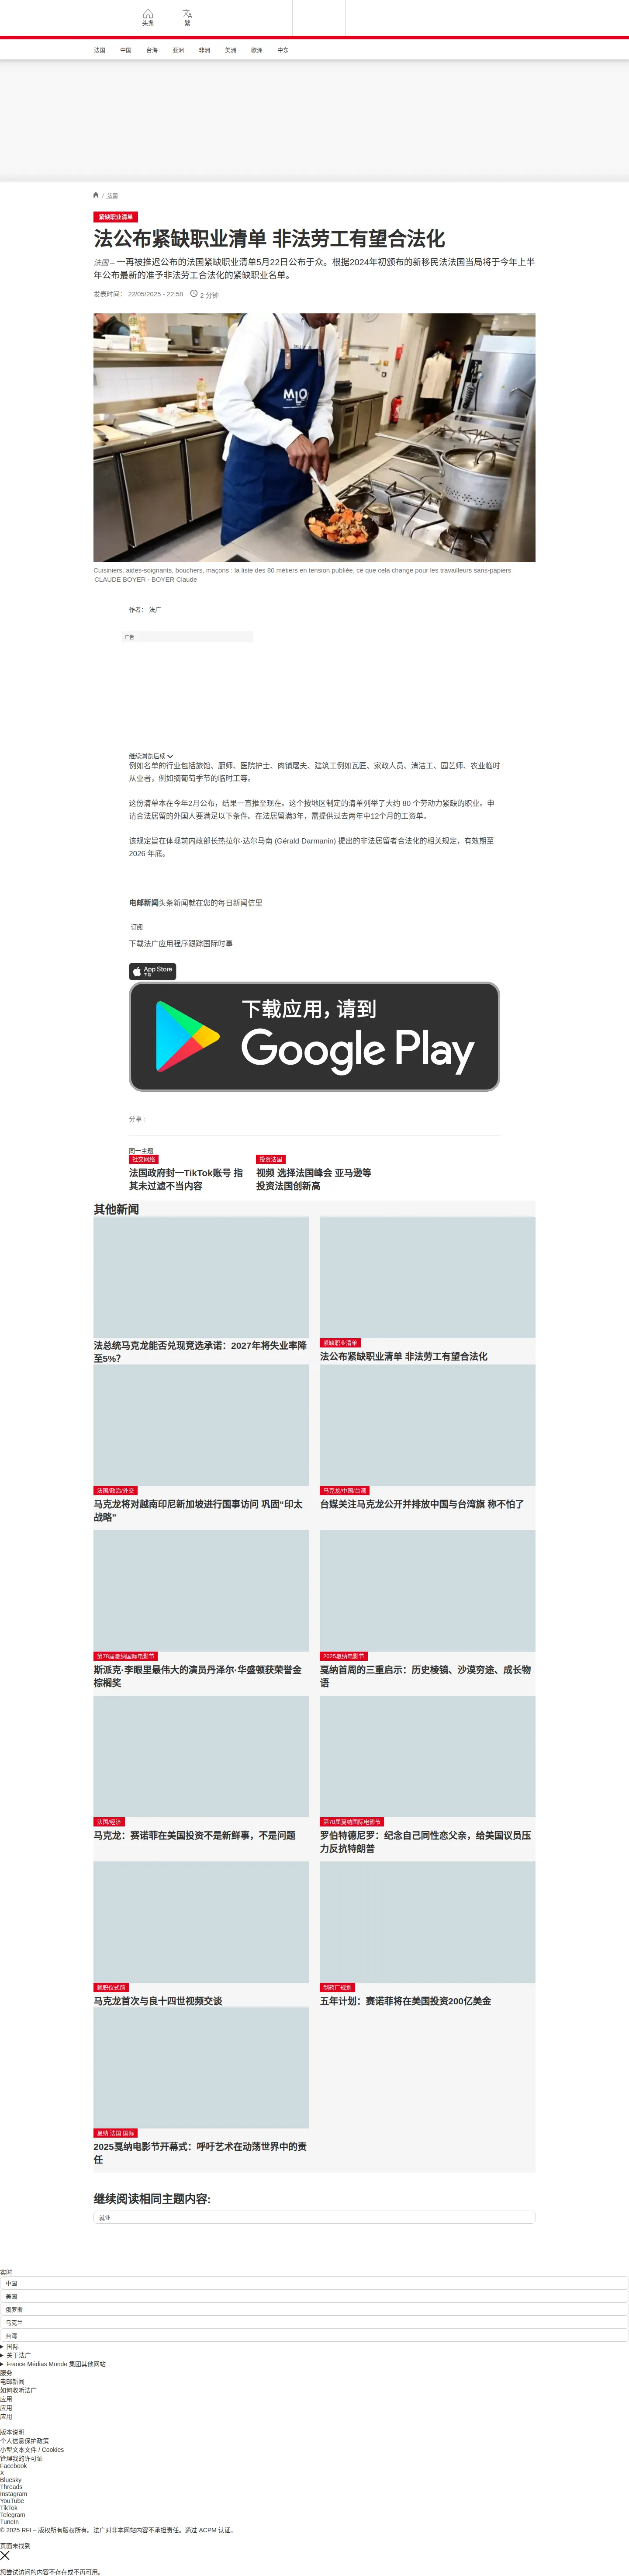 头条
繁
法国
中国
台海
亚洲
非洲
美洲
欧洲
中东
/ 法国
紧缺职业清单
法公布紧缺职业清单 非法劳工有望合法化
法国 – 一再被推迟公布的法国紧缺职业清单5月22日公布于众。根据2024年初颁布的新移民法法国当局将于今年上半
年公布最新的准予非法劳工合法化的紧缺职业名单。
发表时间： 22/05/2025 - 22:58 2 分钟
MLO
Cuisiniers, aides-soignants, bouchers, maçons : la liste des 80 métiers en tension publiée, ce que cela change pour les travailleurs sans-papiers
CLAUDE BOYER - BOYER Claude
作者： 法广
广告
继续浏览后续
例如名单的行业包括旅馆、厨师、医院护士、肉铺屠夫、建筑工例如瓦匠、家政人员、清洁工、园艺师、农业临时
从业者，例如摘葡萄季节的临时工等。
这份清单本在今年2月公布，结果一直推至现在。这个按地区制定的清单列举了大约 80 个劳动力紧缺的职业。申
请合法居留的外国人要满足以下条件。在法居留满3年，需提供过去两年中12个月的工资单。
该规定旨在体现前内政部长热拉尔·达尔马南 (Gérald Darmanin) 提出的非法居留者合法化的相关规定，有效期至
2026 年底。
电邮新闻头条新闻就在您的每日新闻信里
订阅
下载法广应用程序跟踪国际时事
App Store
下载
下载应用，请到
Google Play
分享 :
同一主题
社交网络
法国政府封一TikTok账号 指
其未过滤不当内容
投资法国
视频 选择法国峰会 亚马逊等
投资法国创新高
其他新闻
法总统马克龙能否兑现竞选承诺：2027年将失业率降
至5%？
紧缺职业清单
法公布紧缺职业清单 非法劳工有望合法化
法国/政治/外交
马克龙将对越南印尼新加坡进行国事访问 巩固“印太
战略”
马克龙/中国/台湾
台媒关注马克龙公开并排放中国与台湾旗 称不怕了
第78届戛纳国际电影节
斯派克·李眼里最伟大的演员丹泽尔·华盛顿获荣誉金
棕榈奖
2025戛纳电影节
戛纳首周的三重启示：历史棱镜、沙漠穷途、成长物
语
法国/经济
马克龙：赛诺菲在美国投资不是新鲜事，不是问题
第78届戛纳国际电影节
罗伯特德尼罗：纪念自己同性恋父亲，给美国议员压
力反抗特朗普
就职仪式前
马克龙首次与良十四世视频交谈
制药厂规划
五年计划：赛诺菲将在美国投资200亿美金
戛纳 法国 国际
2025戛纳电影节开幕式：呼吁艺术在动荡世界中的责
任
继续阅读相同主题内容:
就业
实时
中国
美国
俄罗斯
乌克兰
台湾
国际
关于法广
France Médias Monde 集团其他网站
服务
电邮新闻
如何收听法广
应用
应用
应用
版本说明
个人信息保护政策
小型文本文件 / Cookies
管理我的许可证
Facebook
X
Bluesky
Threads
Instagram
YouTube
TikTok
Telegram
TuneIn
© 2025 RFI – 版权所有版权所有。法广对非本网站内容不承担责任。通过 ACPM 认证。
页面未找到
您尝试访问的内容不存在或不再可用。